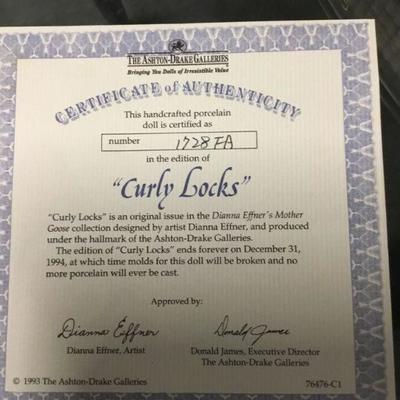 THE ASHTON-DRAKE GALLERIES
Bringing You Dolls of Irresistible Value
CERTIFICATE of AUTHENTICITY
This handcrafted porcelain
doll is certified as
number 1728FA
in the edition of
"Curly Locks"
"Curly Locks" is an original issue in the Dianna Effner's Mother
Goose collection designed by artist Dianna Effner, and produced
under the hallmark of the Ashton-Drake Galleries.
The edition of "Curly Locks" ends forever on December 31,
1994, at which time molds for this doll will be broken and no
more porcelain will ever be cast.
Approved by:
Dianna Effner Donald James
Dianna Effner, Artist Donald James, Executive Director
The Ashton-Drake Galleries
© 1993 The Ashton-Drake Galleries 76476-C1